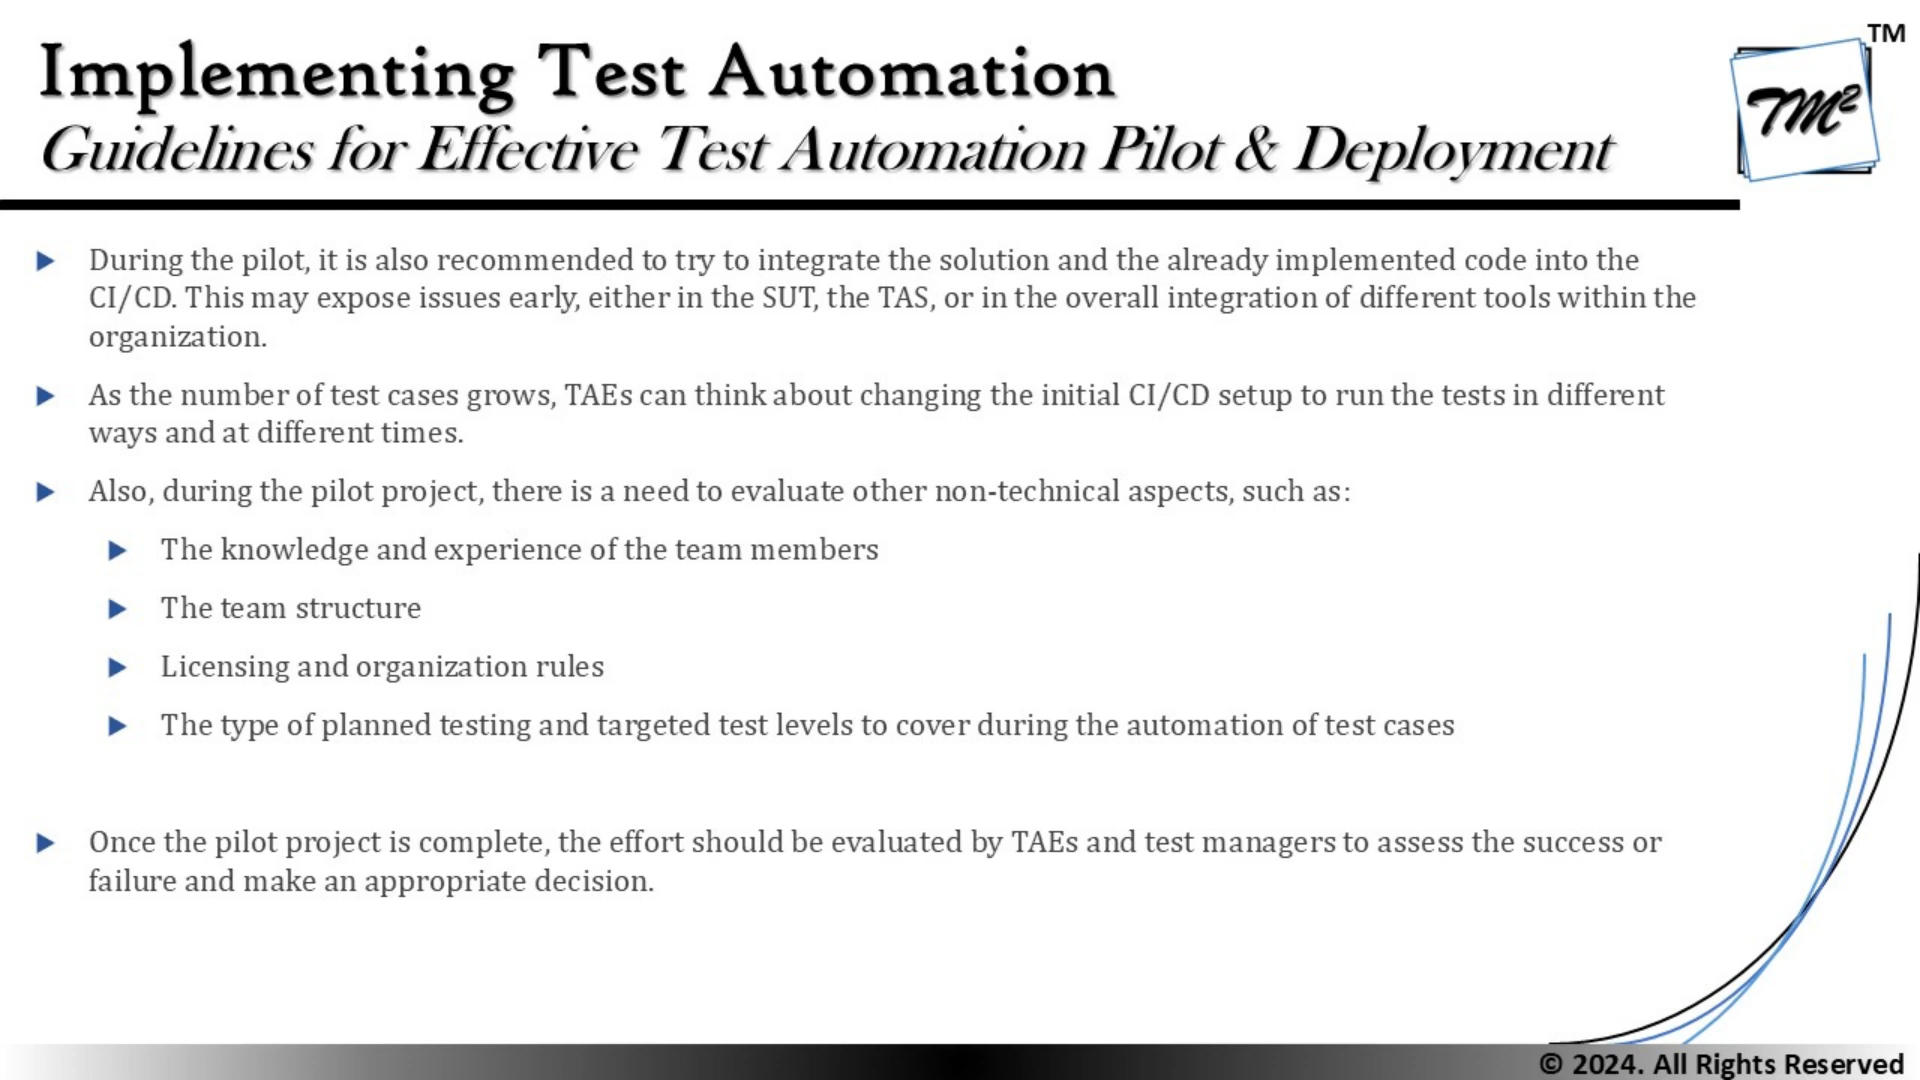 Implementing Test Automation
TM
TM²
Guidelines for Effective Test Automation Pilot & Deployment
During the pilot, it is also recommended to try to integrate the solution and the already implemented code into the
CI/CD. This may expose issues early, either in the SUT, the TAS, or in the overall integration of different tools within the
organization.
As the number of test cases grows, TAEs can think about changing the initial CI/CD setup to run the tests in different
ways and at different times.
Also, during the pilot project, there is a need to evaluate other non-technical aspects, such as:
The knowledge and experience of the team members
The team structure
Licensing and organization rules
The type of planned testing and targeted test levels to cover during the automation of test cases
Once the pilot project is complete, the effort should be evaluated by TAEs and test managers to assess the success or
failure and make an appropriate decision.
© 2024. All Rights Reserved